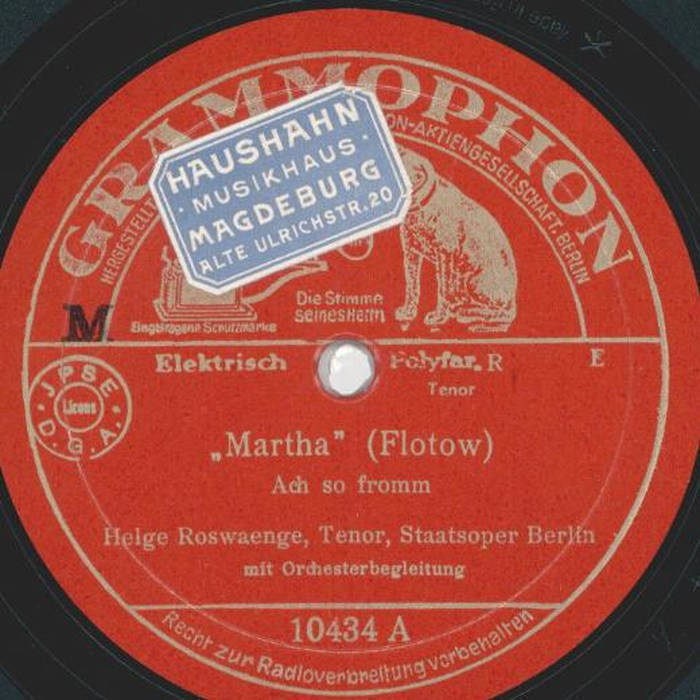 GRAMMOPHON
HERGESTELLT
ON-AKTIENGESELLSCHAFT. BERLIN
HAUSHAHN
· MUSIKHAUS ·
MAGDEBURG
ALTE ULRICHSTR. 20
Die Stimme
seines Herrn
M
Eingetragene Schutzmarke
Elektrisch Polyfar. R E
Tenor
J P S E
Licens
D. G. A.
„Martha” (Flotow)
Ach so fromm
Helge Roswaenge, Tenor, Staatsoper Berlin
mit Orchesterbegleitung
10434 A
Recht zur Radioverbreitung vorbehalten